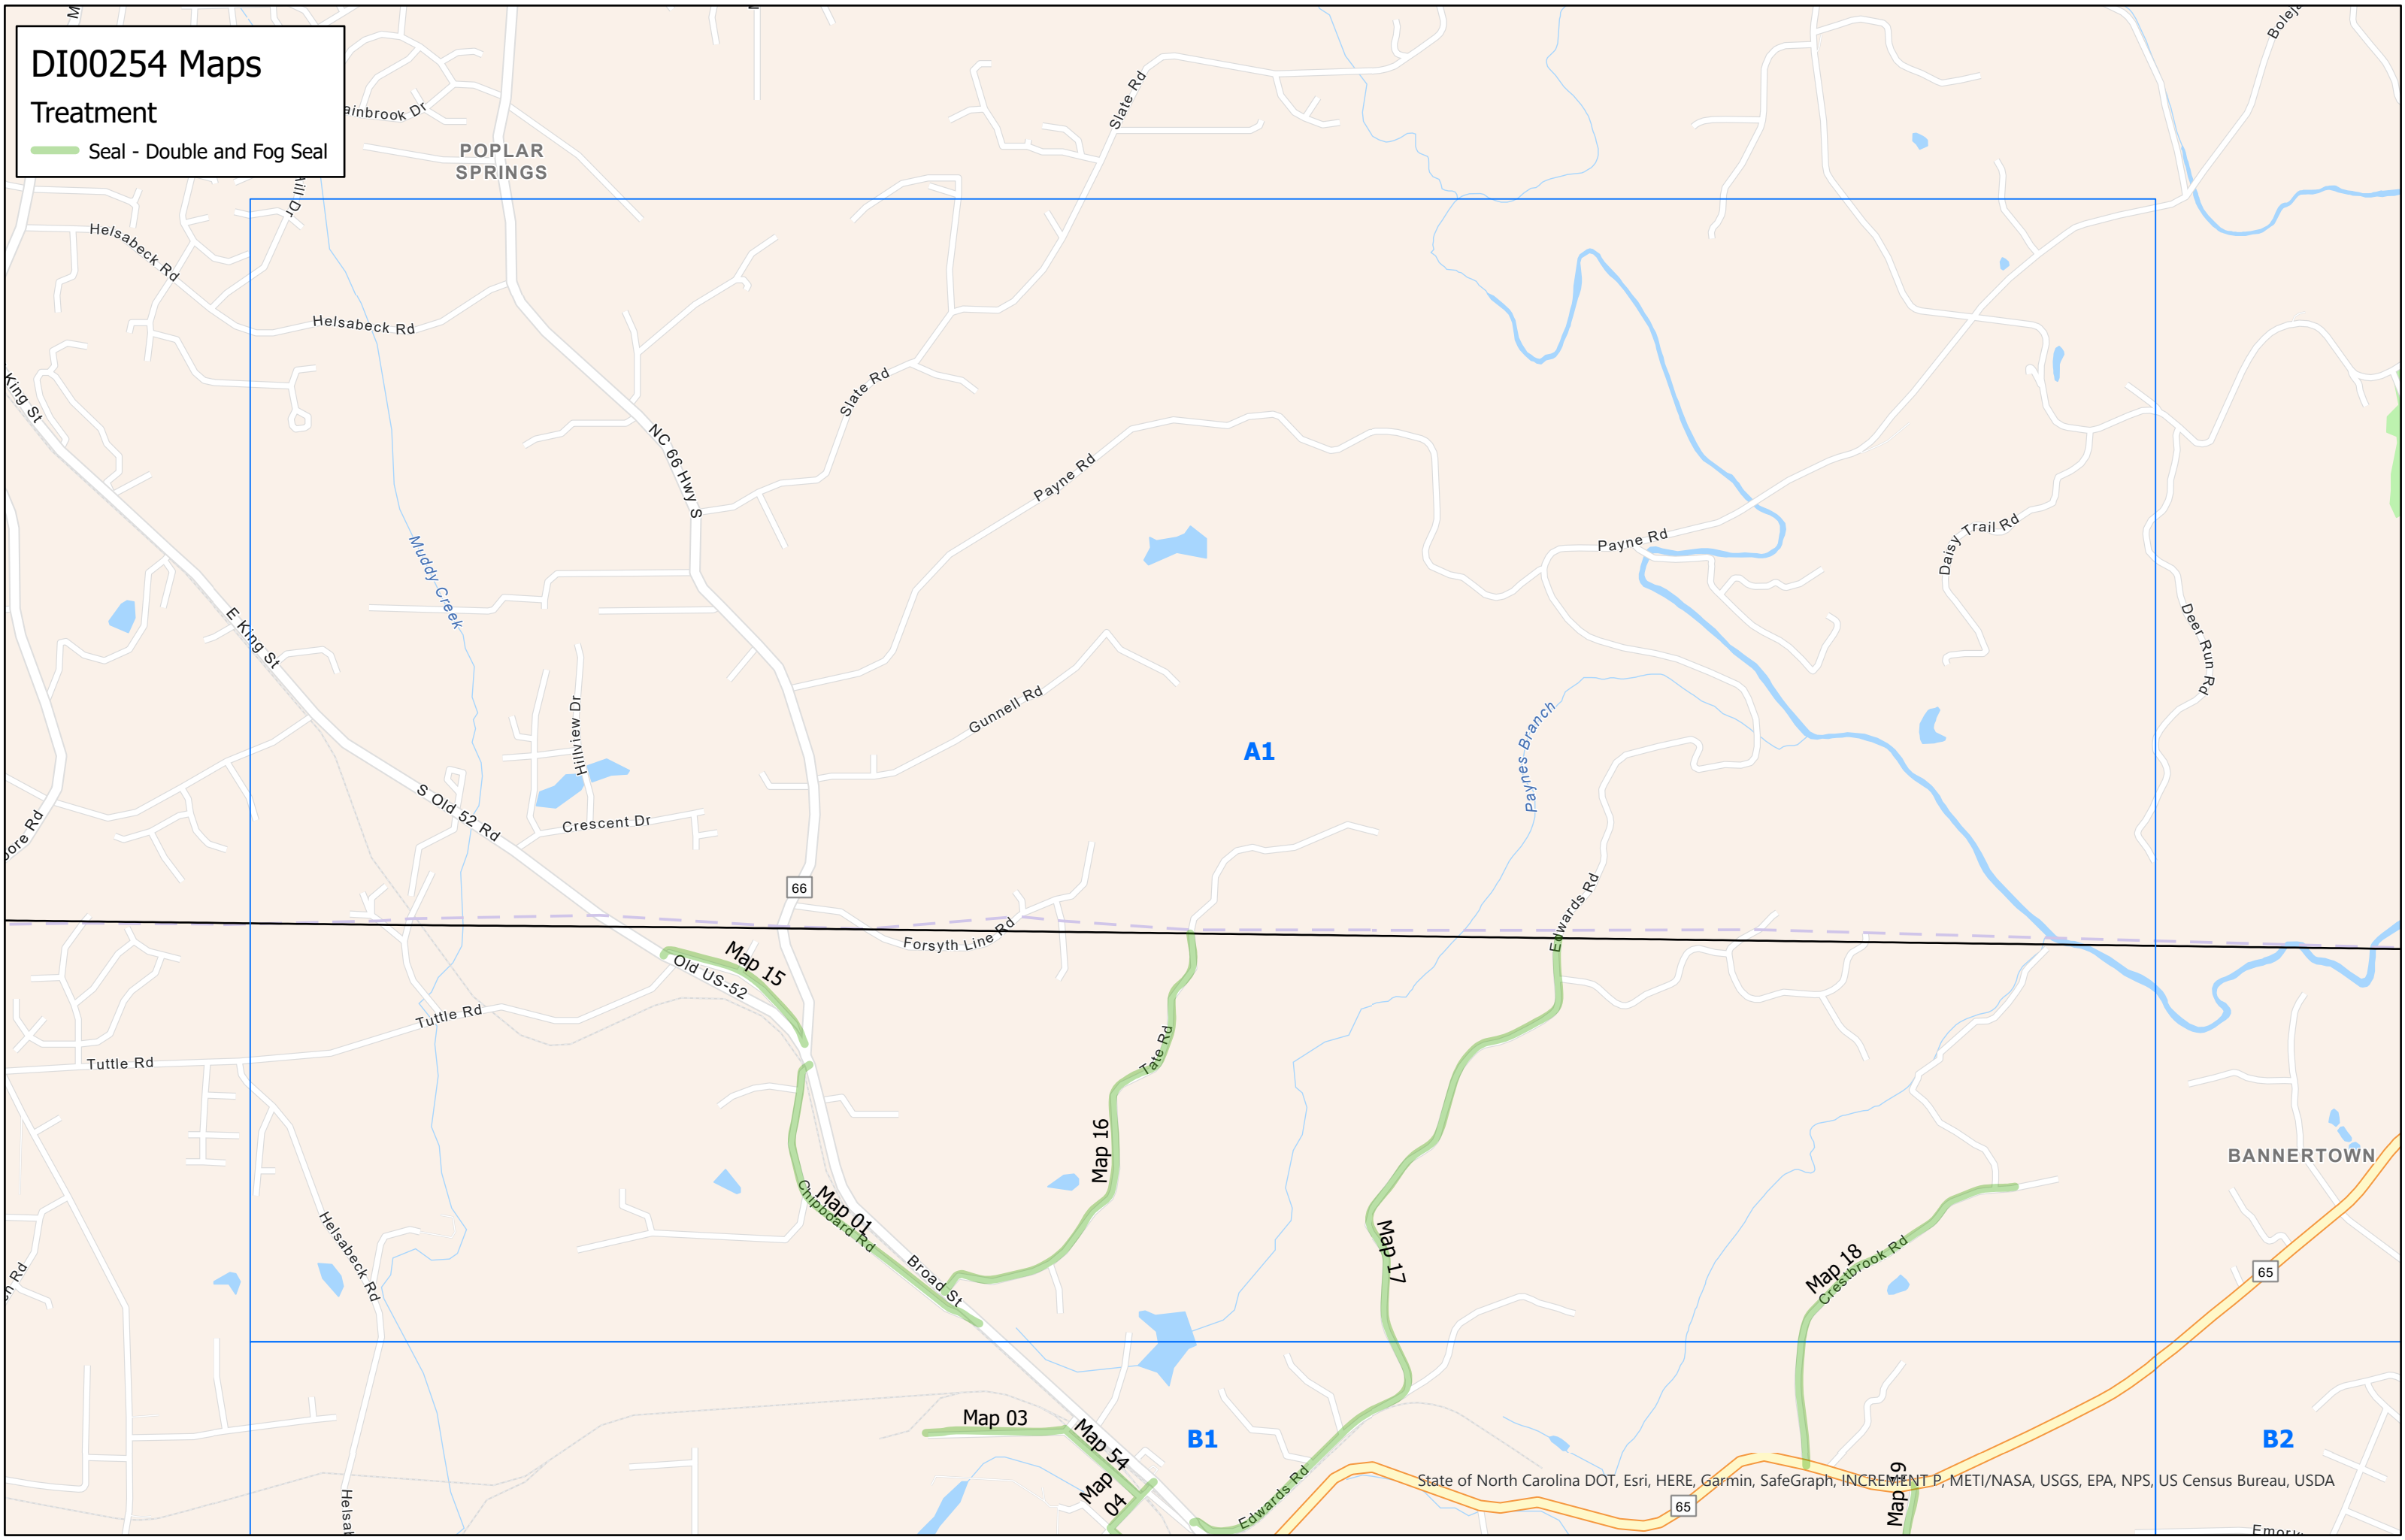 DI00254 Maps
Treatment
Seal - Double and Fog Seal
ainbrook Dr
POPLAR
SPRINGS
Slate Rd
Helsabeck Rd
Helsabeck Rd
King St
Slate Rd
NC 66 Hwy S
Payne Rd
Payne Rd
Daisy Trail Rd
Muddy Creek
E King St
Deer Run Rd
Gunnell Rd
Hillview Dr
Paynes Branch
A1
S Old 52 Rd
Crescent Dr
oore Rd
66
Edwards Rd
Forsyth Line Rd
Map 15
Old US-52
Tuttle Rd
Tuttle Rd
Tate Rd
Map 16
BANNERTOWN
Map 01
Chipboard Rd
Helsabeck Rd
Map 17
Map 18
Crestbrook Rd
65
Broad St
en Rd
Map 03
Map 54
B1
B2
Map
04
Edwards Rd
State of North Carolina DOT, Esri, HERE, Garmin, SafeGraph, INCREMENT P, METI/NASA, USGS, EPA, NPS, US Census Bureau, USDA
Map 19
65
Helsab